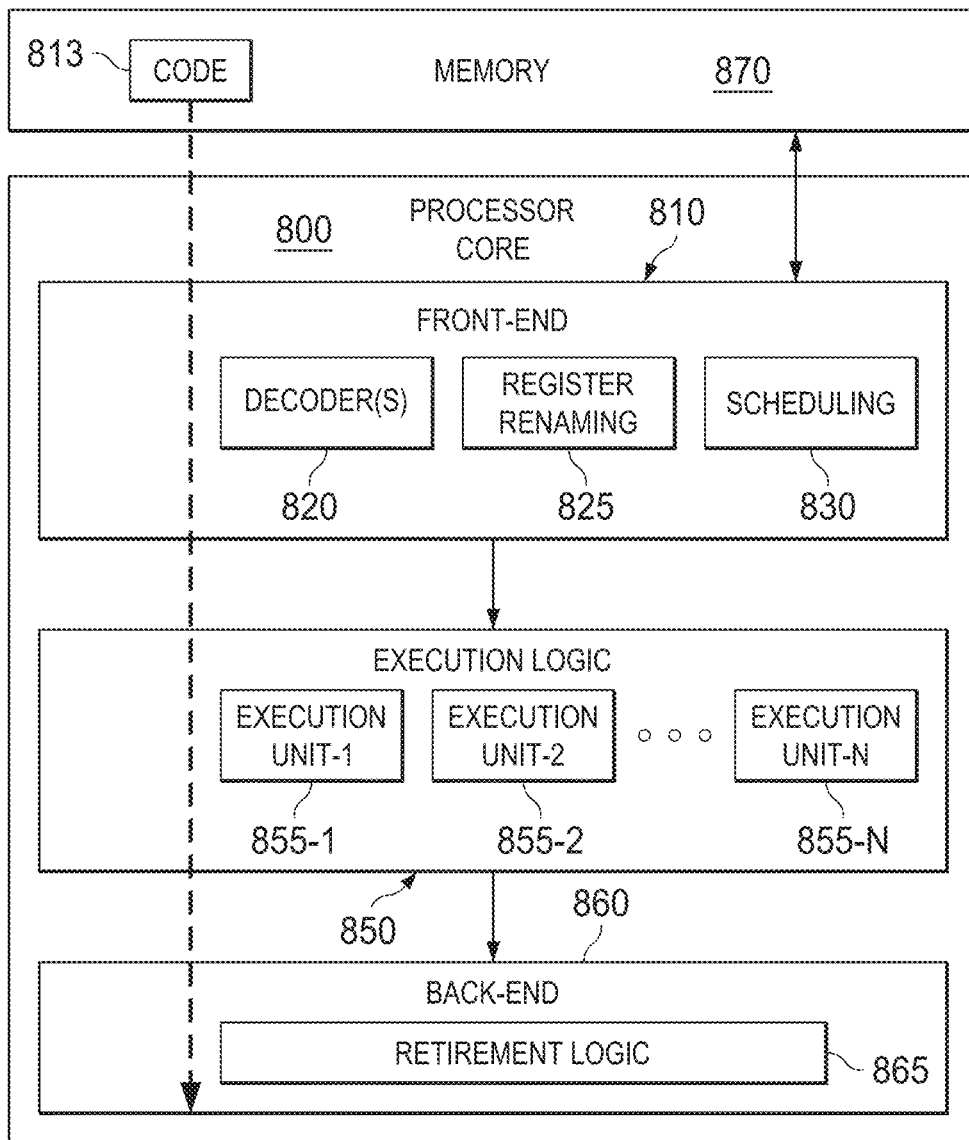 813
CODE
MEMORY
870
PROCESSOR
CORE
800
810
FRONT-END
DECODER(S)
REGISTER
RENAMING
SCHEDULING
820
825
830
EXECUTION LOGIC
EXECUTION
UNIT-1
EXECUTION
UNIT-2
EXECUTION
UNIT-N
855-1
855-2
855-N
850
860
BACK-END
RETIREMENT LOGIC
865